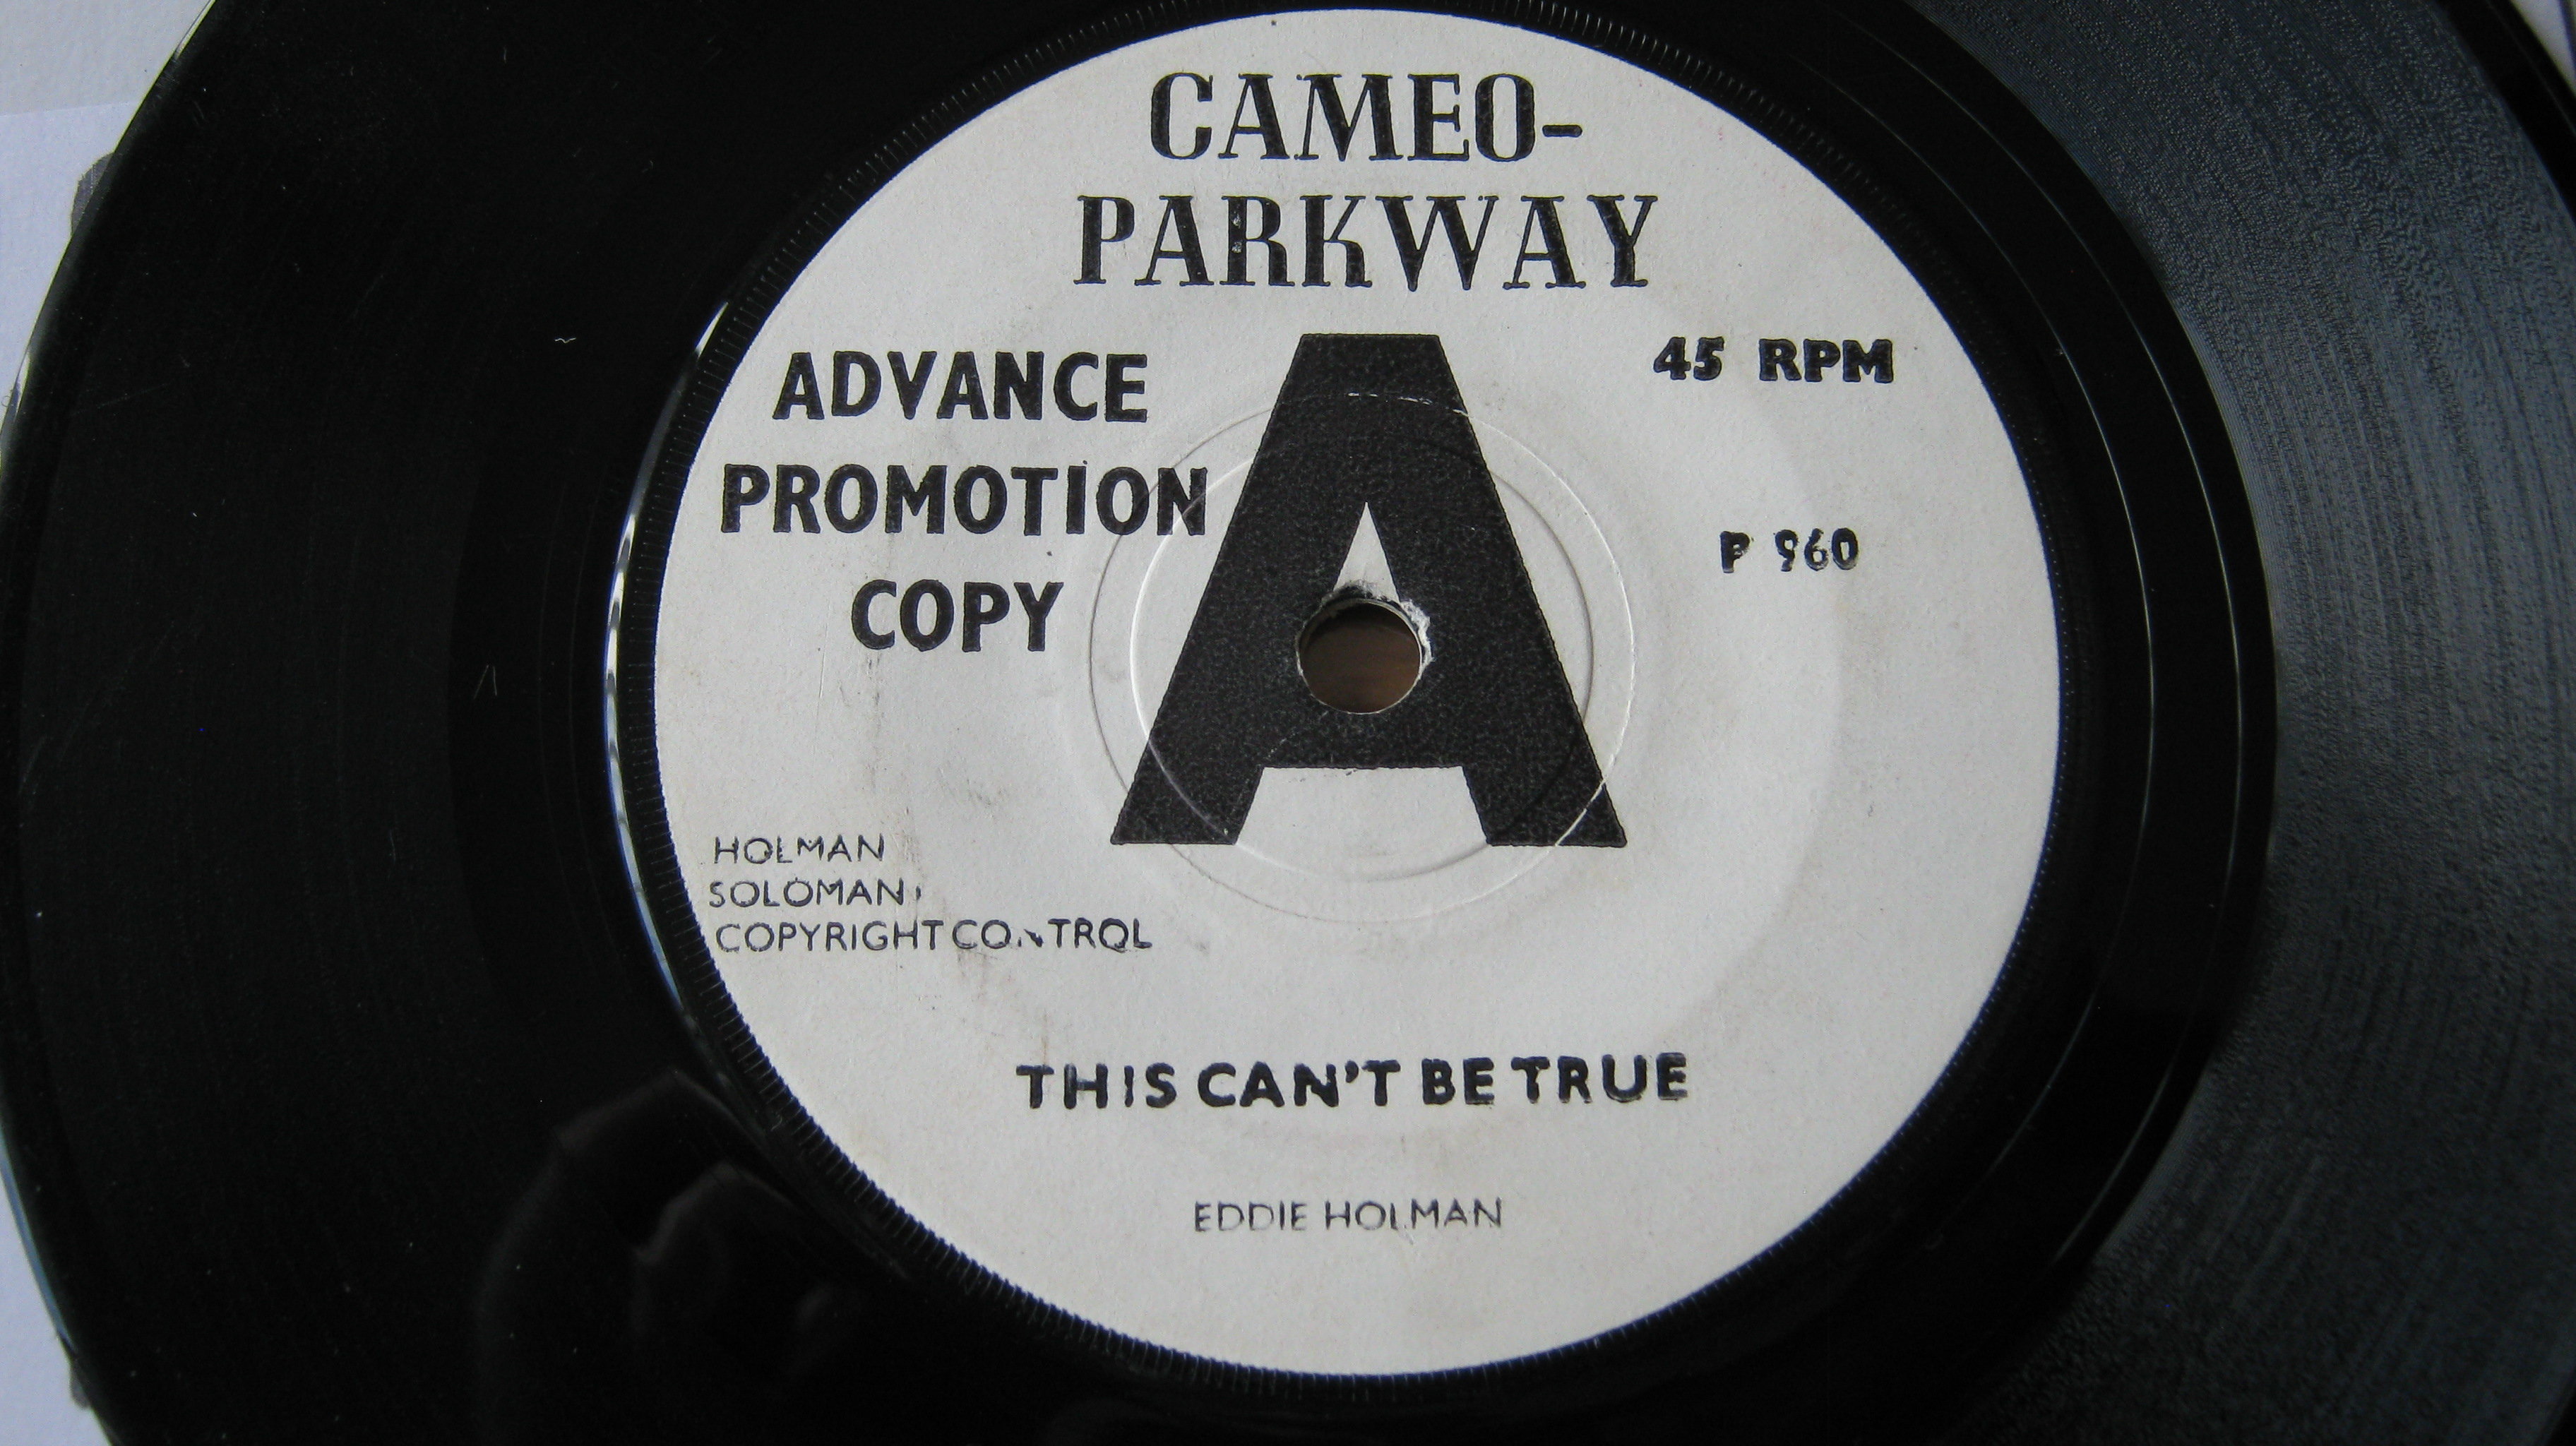 CAMEO-
PARKWAY
ADVANCE
PROMOTION
COPY
A
45 RPM
P 960
HOLMAN
SOLOMAN
COPYRIGHT CONTROL
THIS CAN'T BE TRUE
EDDIE HOLMAN